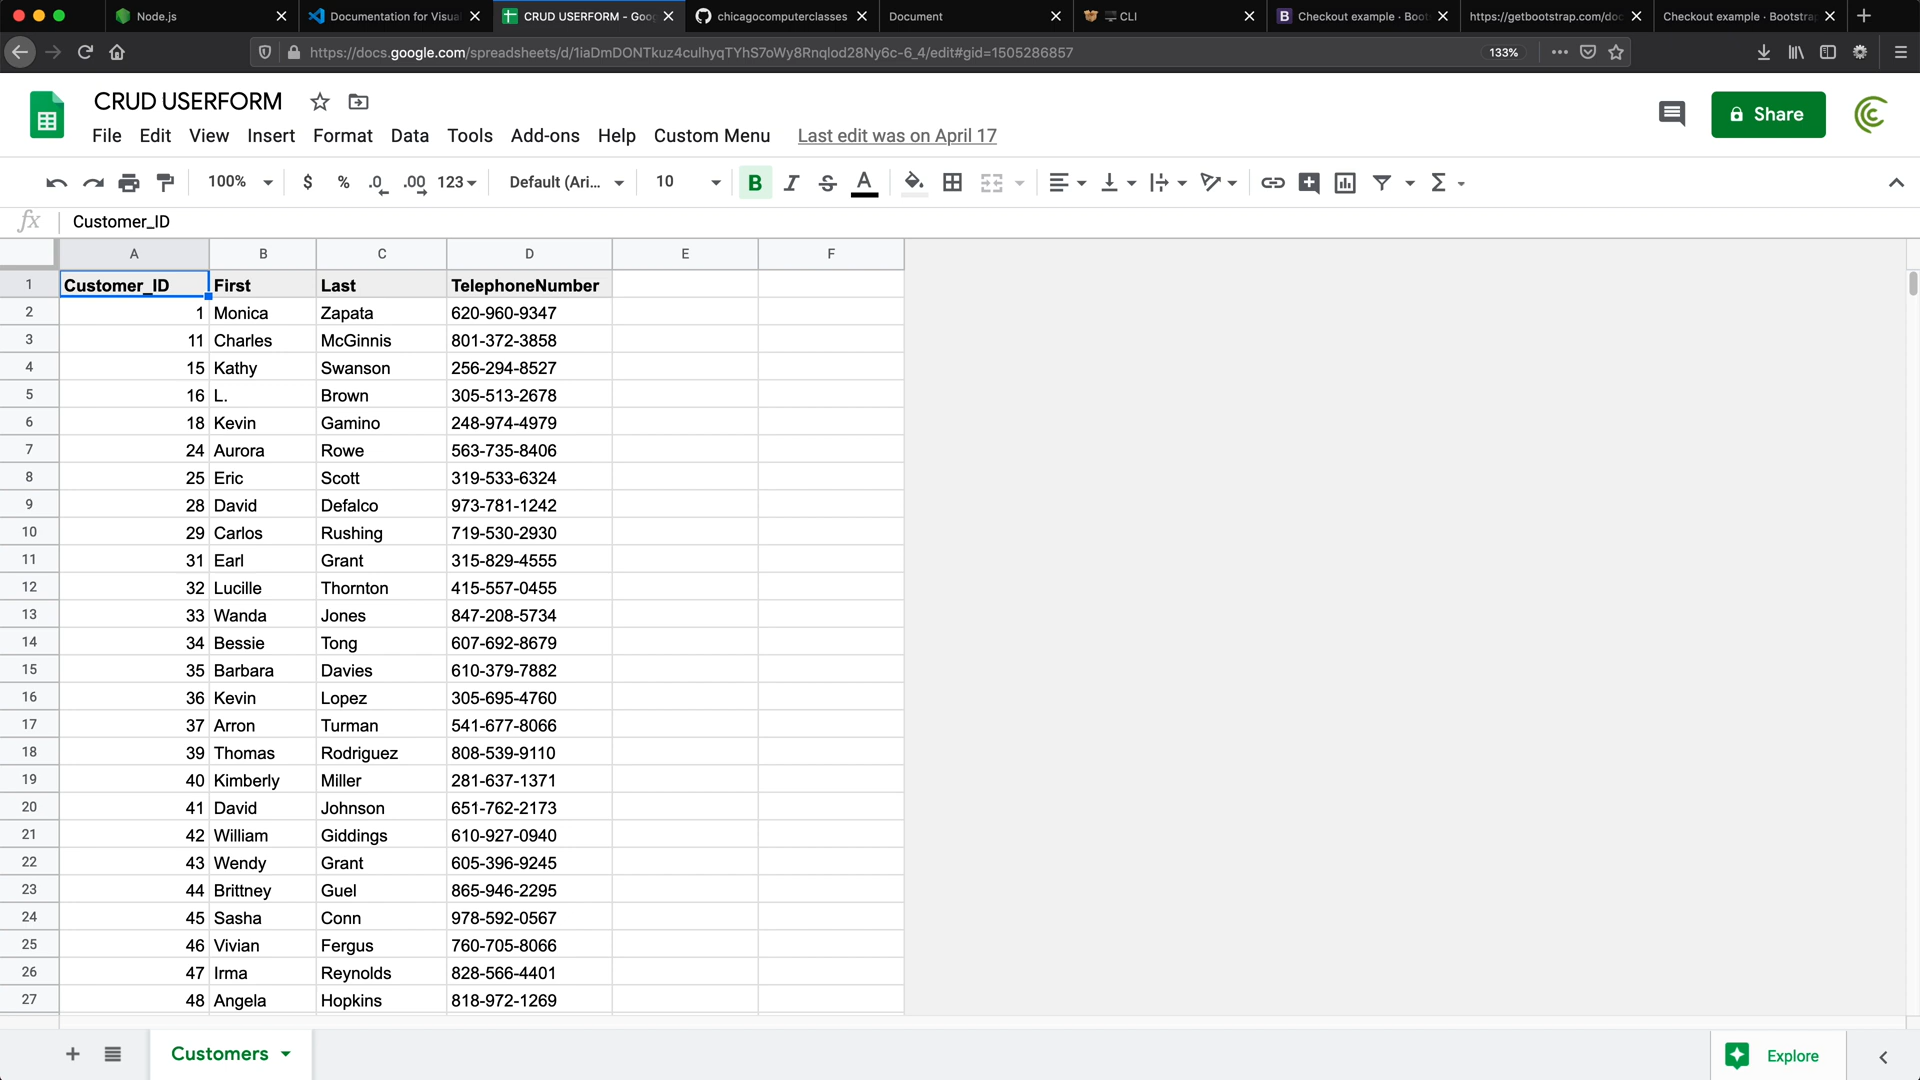 Node.js
Documentation for Visual
CRUD USERFORM - Goo
chicagocomputerclasses
Document
CLI
B Checkout example · Boot
https://getbootstrap.com/doc
Checkout example · Bootstra
https://docs.google.com/spreadsheets/d/1iaDmDONTkuz4culhyqTYhS7oWy8Rnqlod28Ny6c-6_4/edit#gid=1505286857
133%
CRUD USERFORM
Share
File Edit View Insert Format Data Tools Add-ons Help Custom Menu Last edit was on April 17
100% $ % .0 .00 123 Default (Ari... 10 B I S A Σ
fx Customer_ID
A B C D E F
1 Customer_ID First Last TelephoneNumber
2 1 Monica Zapata 620-960-9347
3 11 Charles McGinnis 801-372-3858
4 15 Kathy Swanson 256-294-8527
5 16 L. Brown 305-513-2678
6 18 Kevin Gamino 248-974-4979
7 24 Aurora Rowe 563-735-8406
8 25 Eric Scott 319-533-6324
9 28 David Defalco 973-781-1242
10 29 Carlos Rushing 719-530-2930
11 31 Earl Grant 315-829-4555
12 32 Lucille Thornton 415-557-0455
13 33 Wanda Jones 847-208-5734
14 34 Bessie Tong 607-692-8679
15 35 Barbara Davies 610-379-7882
16 36 Kevin Lopez 305-695-4760
17 37 Arron Turman 541-677-8066
18 39 Thomas Rodriguez 808-539-9110
19 40 Kimberly Miller 281-637-1371
20 41 David Johnson 651-762-2173
21 42 William Giddings 610-927-0940
22 43 Wendy Grant 605-396-9245
23 44 Brittney Guel 865-946-2295
24 45 Sasha Conn 978-592-0567
25 46 Vivian Fergus 760-705-8066
26 47 Irma Reynolds 828-566-4401
27 48 Angela Hopkins 818-972-1269
Customers
Explore